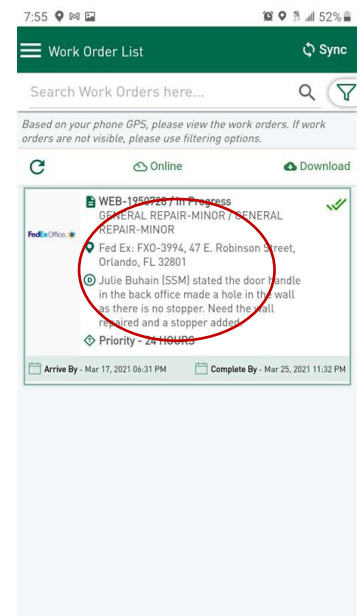 7:55 52%
Work Order List Sync
Search Work Orders here...
Based on your phone GPS, please view the work orders. If work
orders are not visible, please use filtering options.
Online Download
WEB-1950728 / In Progress
GENERAL REPAIR-MINOR / GENERAL
REPAIR-MINOR
FedEx Office.
Fed Ex: FXO-3994, 47 E. Robinson Street,
Orlando, FL 32801
D Julie Buhain (SSM) stated the door handle
in the back office made a hole in the wall
as there is no stopper. Need the wall
repaired and a stopper added.
Priority - 24 HOURS
Arrive By - Mar 17, 2021 06:31 PM Complete By - Mar 25, 2021 11:32 PM